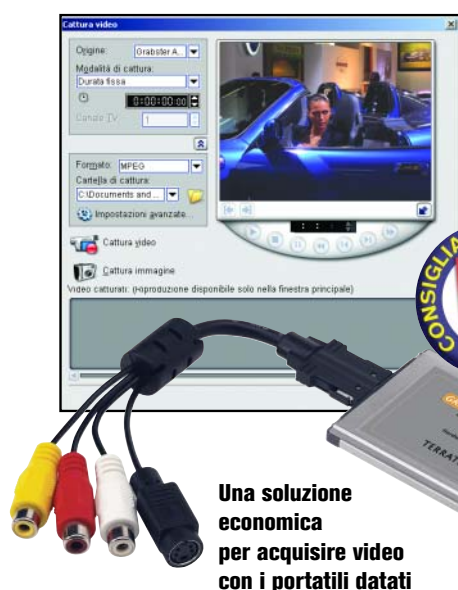 Cattura video
Origine: Grabster A...
Modalità di cattura:
Durata fissa
0:00:00:00
Canale TV: 1
Formato: MPEG
Cartella di cattura:
C:\Documents and ...
Impostazioni avanzate...
Cattura video
Cattura immagine
Video catturati: (riproduzione disponibile solo nella finestra principale)
CONSIGLIA
TERRAT
Una soluzione
economica
per acquisire video
con i portatili datati